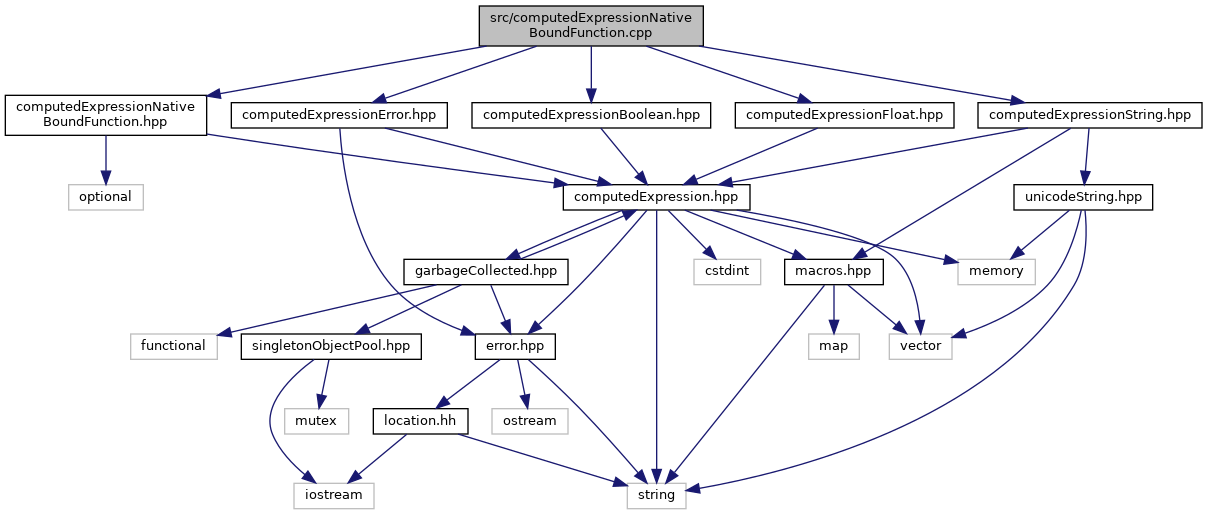 src/computedExpressionNative
BoundFunction.cpp
computedExpressionNative
BoundFunction.hpp
computedExpressionError.hpp
computedExpressionBoolean.hpp
computedExpressionFloat.hpp
computedExpressionString.hpp
optional
computedExpression.hpp
unicodeString.hpp
garbageCollected.hpp
cstdint
macros.hpp
memory
functional
singletonObjectPool.hpp
error.hpp
map
vector
mutex
location.hh
ostream
iostream
string